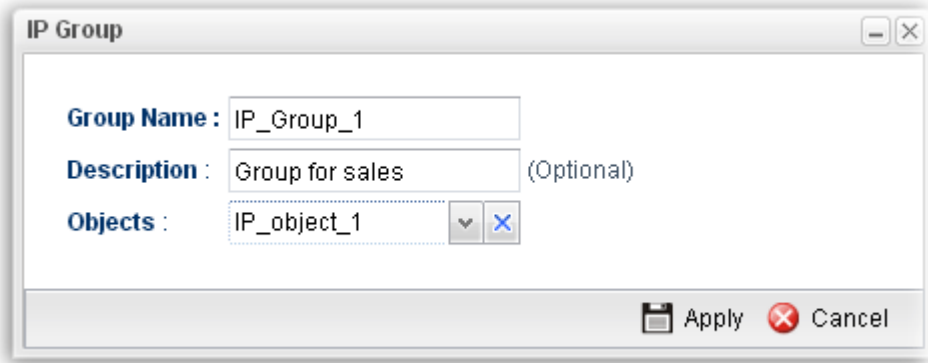 IP Group
Group Name : IP_Group_1
Description : Group for sales (Optional)
Objects : IP_object_1
Apply Cancel